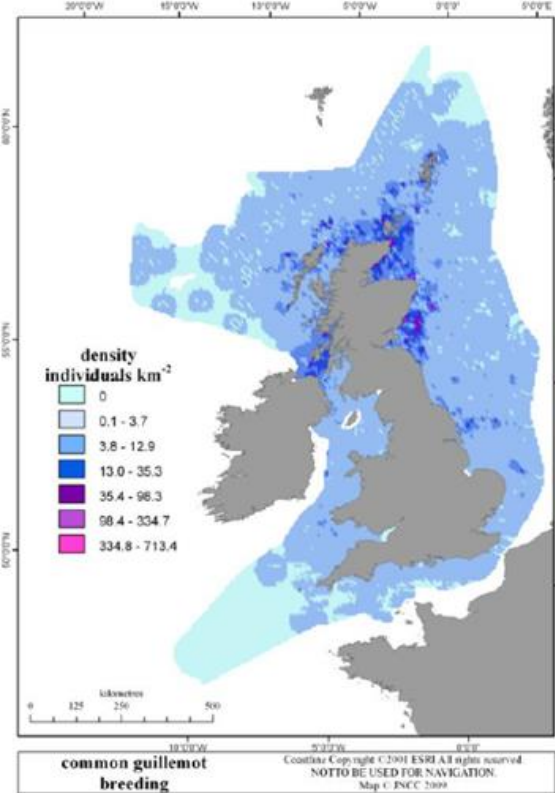 20°0'0"W 15°0'0"W 10°0'0"W 5°0'0"W 0°0'0" 5°0'0"E
60°0'0"N
55°0'0"N
50°0'0"N
density
individuals km-2
0
0.1 - 3.7
3.8 - 12.9
13.0 - 35.3
35.4 - 98.3
98.4 - 334.7
334.8 - 713.4
kilometres
0 125 250 500
10°0'0"W 5°0'0"W 0°0'0"
common guillemot
breeding
Coastline Copyright ©2001 ESRI All rights reserved
NOT TO BE USED FOR NAVIGATION.
Map © JNCC 2009